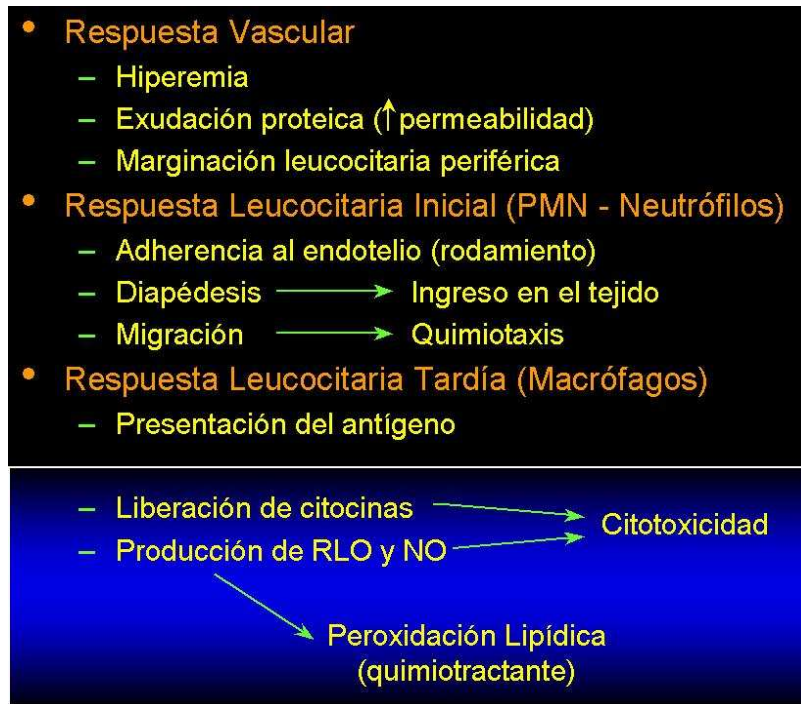 • Respuesta Vascular
– Hiperemia
– Exudación proteica (↑permeabilidad)
– Marginación leucocitaria periférica
• Respuesta Leucocitaria Inicial (PMN - Neutrófilos)
– Adherencia al endotelio (rodamiento)
– Diapédesis → Ingreso en el tejido
– Migración → Quimiotaxis
• Respuesta Leucocitaria Tardía (Macrófagos)
– Presentación del antígeno
– Liberación de citocinas
Citotoxicidad
– Producción de RLO y NO
Peroxidación Lipídica
(quimiotractante)